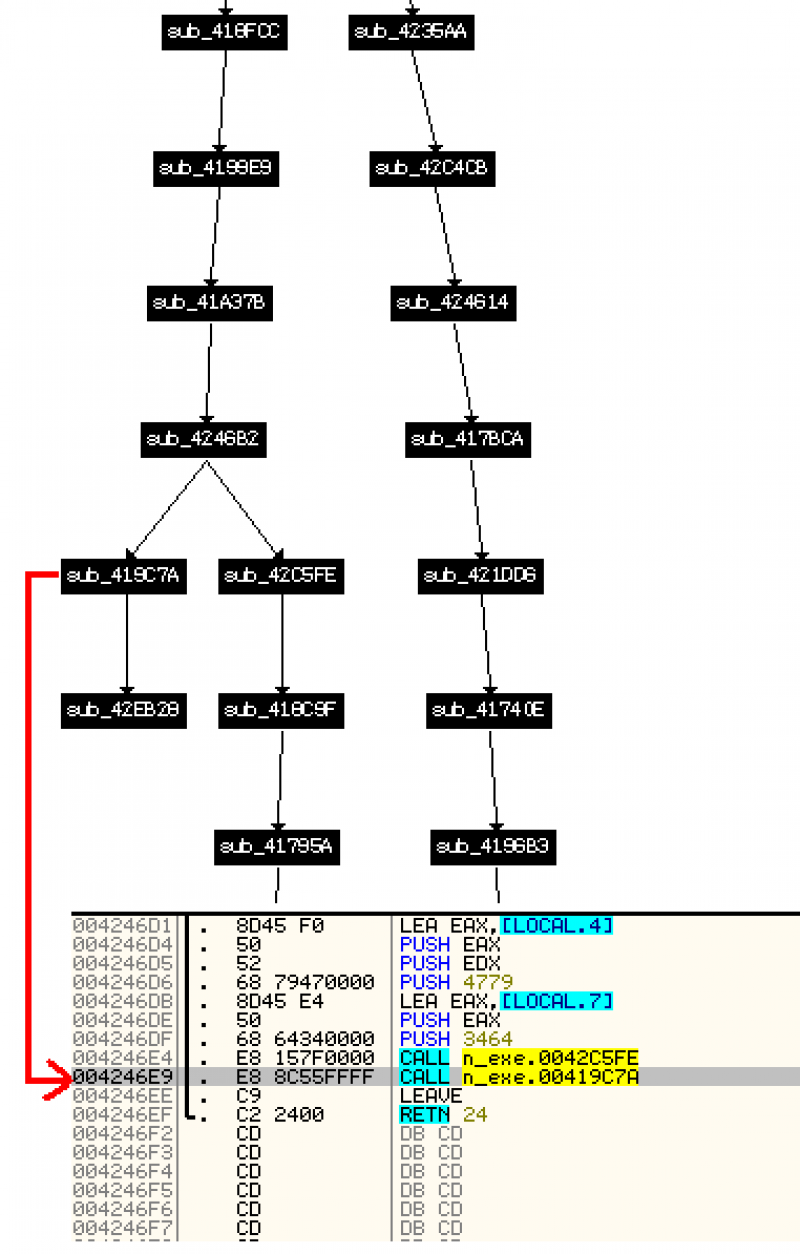 sub_418FCC sub_4235AA
sub_4199E9 sub_42C4CB
sub_41A37B sub_424614
sub_4246B2 sub_417BCA
sub_419C7A sub_42C5FE sub_421DD6
sub_42EB28 sub_418C9F sub_41740E
sub_41795A sub_4196B3
004246D1 . 8D45 F0 LEA EAX,[LOCAL.4]
004246D4 . 50 PUSH EAX
004246D5 . 52 PUSH EDX
004246D6 . 68 79470000 PUSH 4779
004246DB . 8D45 E4 LEA EAX,[LOCAL.7]
004246DE . 50 PUSH EAX
004246DF . 68 64340000 PUSH 3464
004246E4 . E8 157F0000 CALL n_exe.0042C5FE
004246E9 . E8 8C55FFFF CALL n_exe.00419C7A
004246EE . C9 LEAVE
004246EF . C2 2400 RETN 24
004246F2 CD DB CD
004246F3 CD DB CD
004246F4 CD DB CD
004246F5 CD DB CD
004246F6 CD DB CD
004246F7 CD DB CD